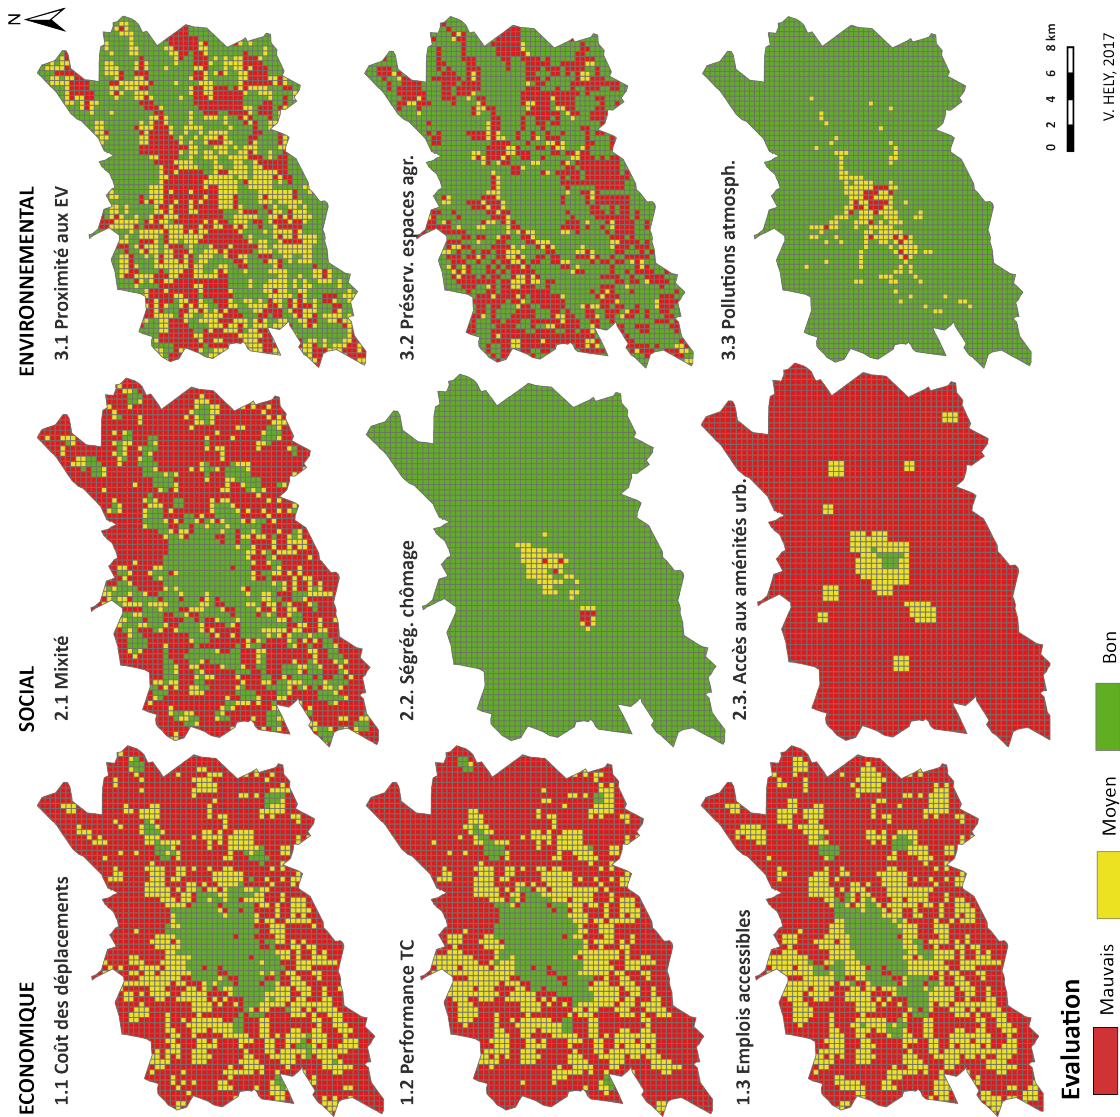 N
ECONOMIQUE
SOCIAL
ENVIRONNEMENTAL
1.1 Coût des déplacements
2.1 Mixité
3.1 Proximité aux EV
1.2 Performance TC
2.2. Ségrég. chômage
3.2 Préserv. espaces agr.
1.3 Emplois accessibles
2.3. Accès aux aménités urb.
3.3 Pollutions atmosph.
Evaluation
Mauvais
Moyen
Bon
0 2 4 6 8 km
V. HELY, 2017